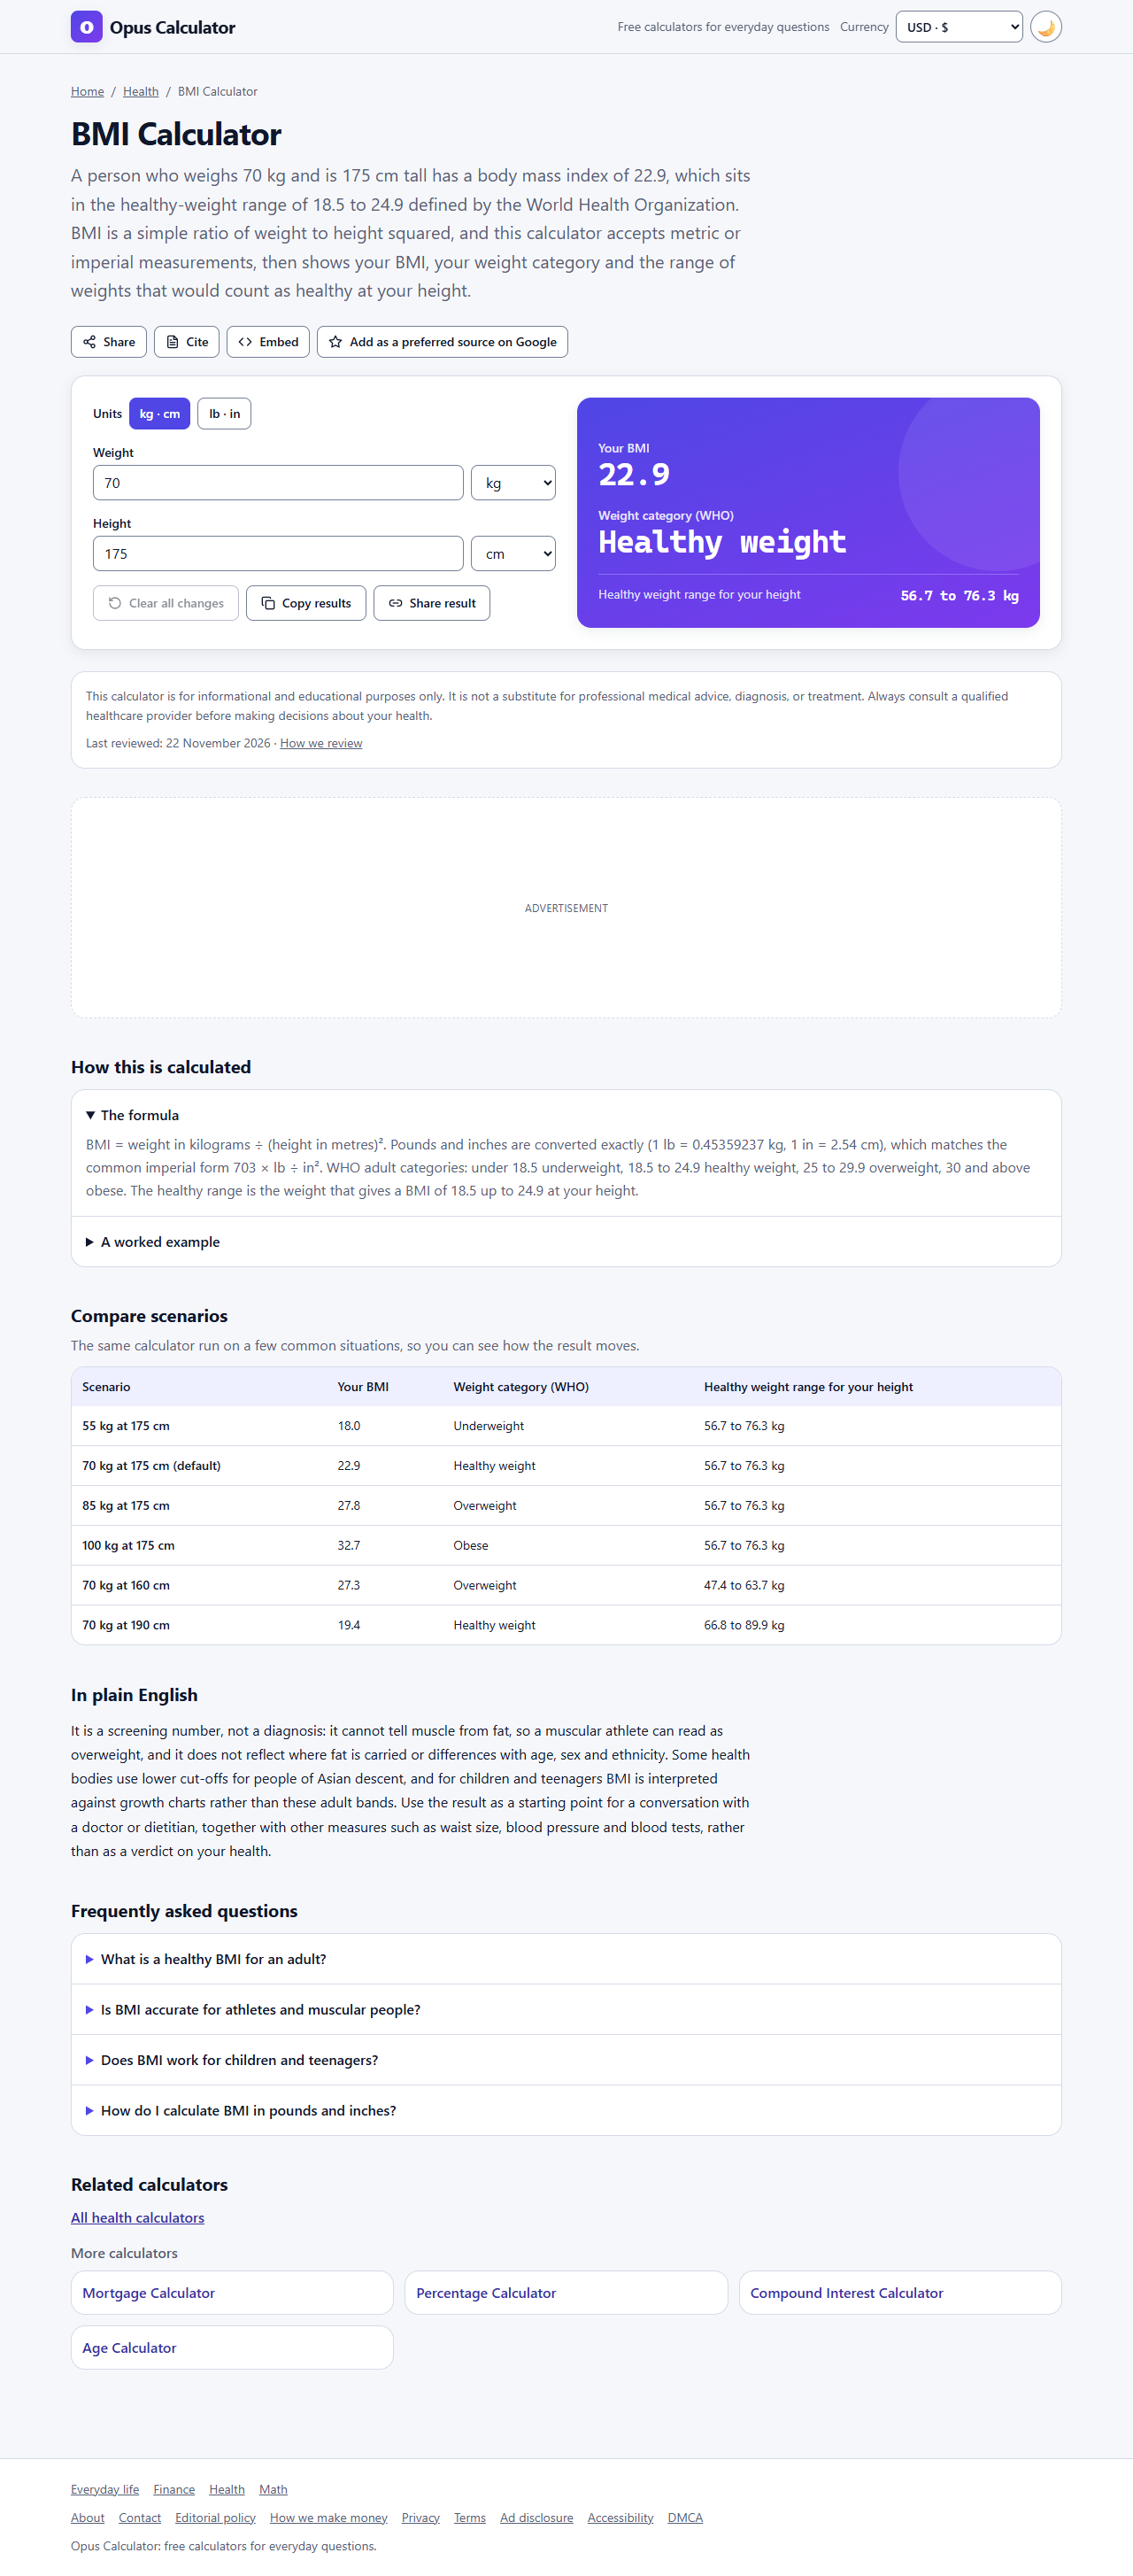 O Opus Calculator
Free calculators for everyday questions Currency USD · $
Home / Health / BMI Calculator
BMI Calculator
A person who weighs 70 kg and is 175 cm tall has a body mass index of 22.9, which sits
in the healthy-weight range of 18.5 to 24.9 defined by the World Health Organization.
BMI is a simple ratio of weight to height squared, and this calculator accepts metric or
imperial measurements, then shows your BMI, your weight category and the range of
weights that would count as healthy at your height.
Share Cite Embed Add as a preferred source on Google
Units kg · cm lb · in
Weight
70 kg
Height
175 cm
Clear all changes Copy results Share result
Your BMI
22.9
Weight category (WHO)
Healthy weight
Healthy weight range for your height 56.7 to 76.3 kg
This calculator is for informational and educational purposes only. It is not a substitute for professional medical advice, diagnosis, or treatment. Always consult a qualified
healthcare provider before making decisions about your health.
Last reviewed: 22 November 2026 · How we review
ADVERTISEMENT
How this is calculated
The formula
BMI = weight in kilograms ÷ (height in metres)². Pounds and inches are converted exactly (1 lb = 0.45359237 kg, 1 in = 2.54 cm), which matches the
common imperial form 703 × lb ÷ in². WHO adult categories: under 18.5 underweight, 18.5 to 24.9 healthy weight, 25 to 29.9 overweight, 30 and above
obese. The healthy range is the weight that gives a BMI of 18.5 up to 24.9 at your height.
A worked example
Compare scenarios
The same calculator run on a few common situations, so you can see how the result moves.
Scenario Your BMI Weight category (WHO) Healthy weight range for your height
55 kg at 175 cm 18.0 Underweight 56.7 to 76.3 kg
70 kg at 175 cm (default) 22.9 Healthy weight 56.7 to 76.3 kg
85 kg at 175 cm 27.8 Overweight 56.7 to 76.3 kg
100 kg at 175 cm 32.7 Obese 56.7 to 76.3 kg
70 kg at 160 cm 27.3 Overweight 47.4 to 63.7 kg
70 kg at 190 cm 19.4 Healthy weight 66.8 to 89.9 kg
In plain English
It is a screening number, not a diagnosis: it cannot tell muscle from fat, so a muscular athlete can read as
overweight, and it does not reflect where fat is carried or differences with age, sex and ethnicity. Some health
bodies use lower cut-offs for people of Asian descent, and for children and teenagers BMI is interpreted
against growth charts rather than these adult bands. Use the result as a starting point for a conversation with
a doctor or dietitian, together with other measures such as waist size, blood pressure and blood tests, rather
than as a verdict on your health.
Frequently asked questions
What is a healthy BMI for an adult?
Is BMI accurate for athletes and muscular people?
Does BMI work for children and teenagers?
How do I calculate BMI in pounds and inches?
Related calculators
All health calculators
More calculators
Mortgage Calculator Percentage Calculator Compound Interest Calculator
Age Calculator
Everyday life Finance Health Math
About Contact Editorial policy How we make money Privacy Terms Ad disclosure Accessibility DMCA
Opus Calculator: free calculators for everyday questions.